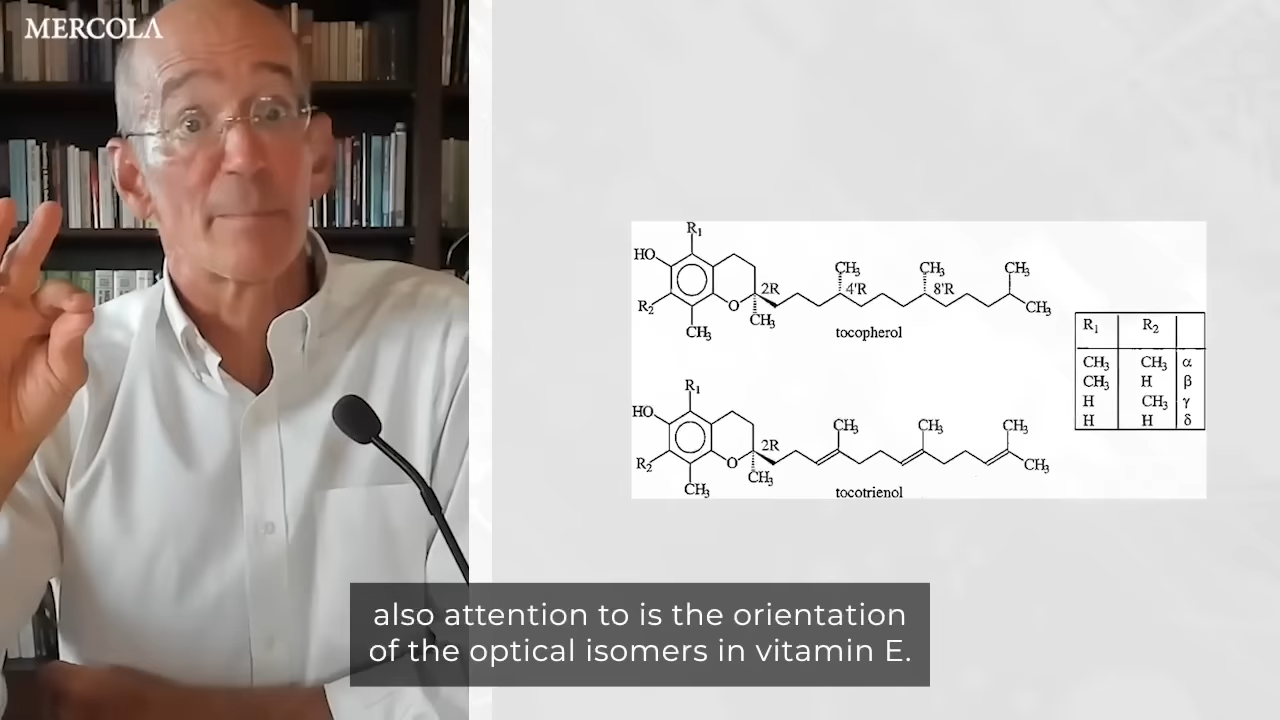 MERCOLA
R₁
HO
R₂
CH₃
O
2R
CH₃
CH₃
4'R
CH₃
8'R
CH₃
CH₃
tocopherol
R₁
HO
R₂
CH₃
O
2R
CH₃
CH₃
CH₃
CH₃
CH₃
tocotrienol
R₁ R₂
CH₃ CH₃ α
CH₃ H β
H CH₃ γ
H H δ
also attention to is the orientation
of the optical isomers in vitamin E.